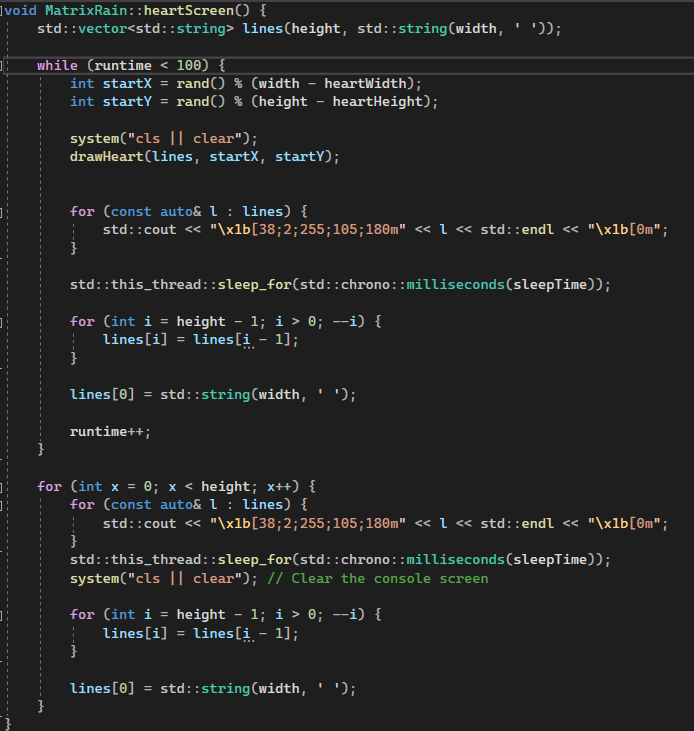 void MatrixRain::heartScreen() {
    std::vector<std::string> lines(height, std::string(width, ' '));

    while (runtime < 100) {
        int startX = rand() % (width - heartWidth);
        int startY = rand() % (height - heartHeight);

        system("cls || clear");
        drawHeart(lines, startX, startY);


        for (const auto& l : lines) {
            std::cout << "\x1b[38;2;255;105;180m" << l << std::endl << "\x1b[0m";
        }

        std::this_thread::sleep_for(std::chrono::milliseconds(sleepTime));

        for (int i = height - 1; i > 0; --i) {
            lines[i] = lines[i - 1];
        }

        lines[0] = std::string(width, ' ');

        runtime++;
    }

    for (int x = 0; x < height; x++) {
        for (const auto& l : lines) {
            std::cout << "\x1b[38;2;255;105;180m" << l << std::endl << "\x1b[0m";
        }
        std::this_thread::sleep_for(std::chrono::milliseconds(sleepTime));
        system("cls || clear"); // Clear the console screen

        for (int i = height - 1; i > 0; --i) {
            lines[i] = lines[i - 1];
        }

        lines[0] = std::string(width, ' ');
    }
}